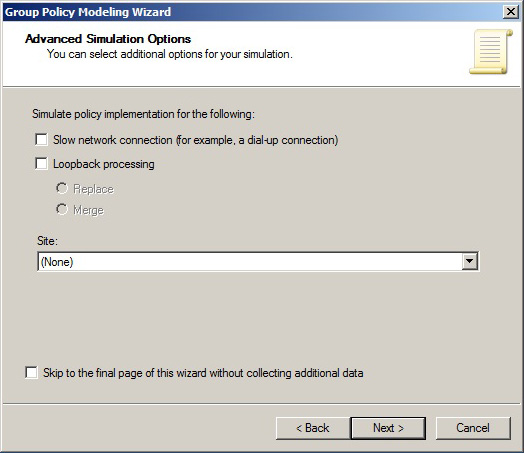 Group Policy Modeling Wizard
Advanced Simulation Options
You can select additional options for your simulation.
Simulate policy implementation for the following:
Slow network connection (for example, a dial-up connection)
Loopback processing
Replace
Merge
Site:
(None)
Skip to the final page of this wizard without collecting additional data
< Back Next > Cancel